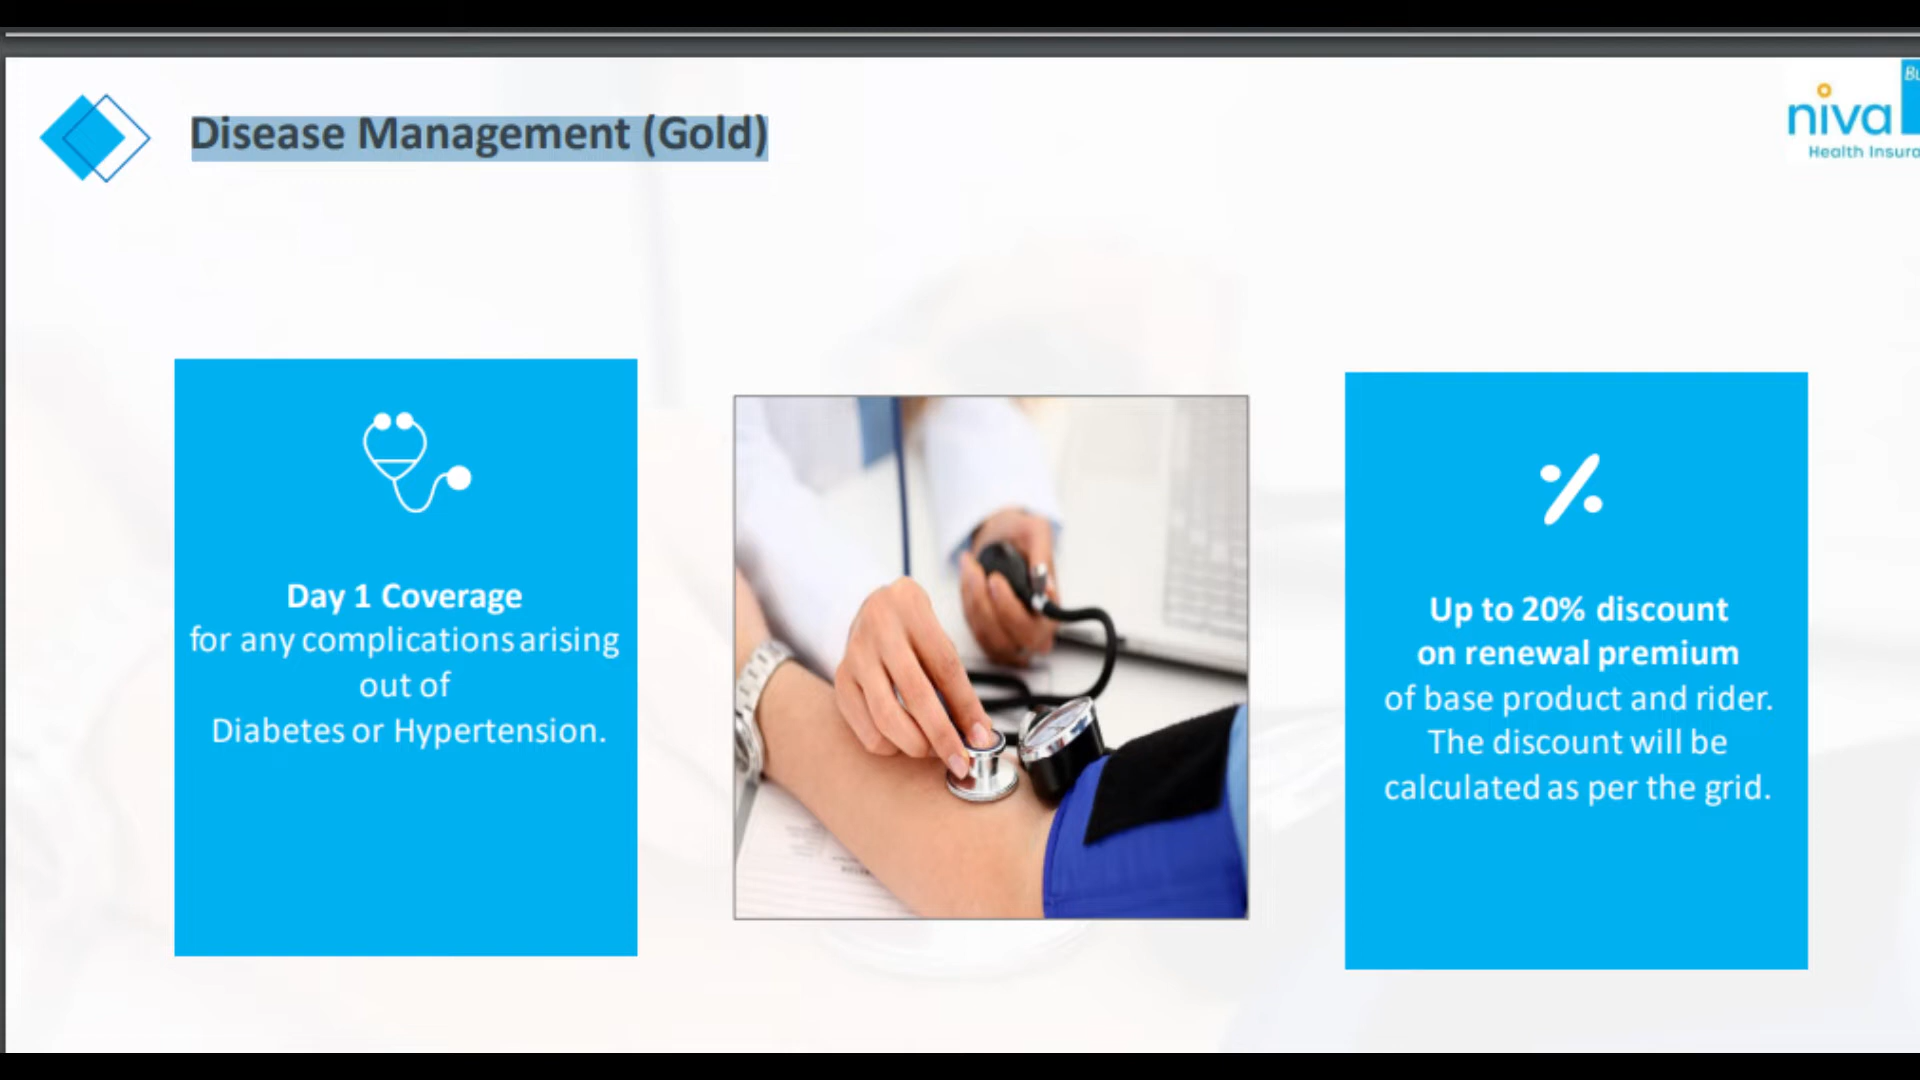 Disease Management (Gold)
niva
Health
Day 1 Coverage
for any complications arising
out of
Diabetes or Hypertension.
Up to 20% discount
on renewal premium
of base product and rider.
The discount will be
calculated as per the grid.